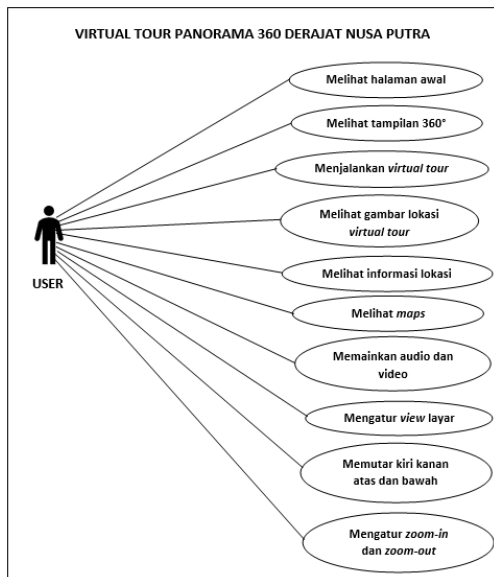 VIRTUAL TOUR PANORAMA 360 DERAJAT NUSA PUTRA
Melihat halaman awal
Melihat tampilan 360°
Menjalankan virtual tour
Melihat gambar lokasi
virtual tour
Melihat informasi lokasi
USER
Melihat maps
Memainkan audio dan
video
Mengatur view layar
Memutar kiri kanan
atas dan bawah
Mengatur zoom-in
dan zoom-out